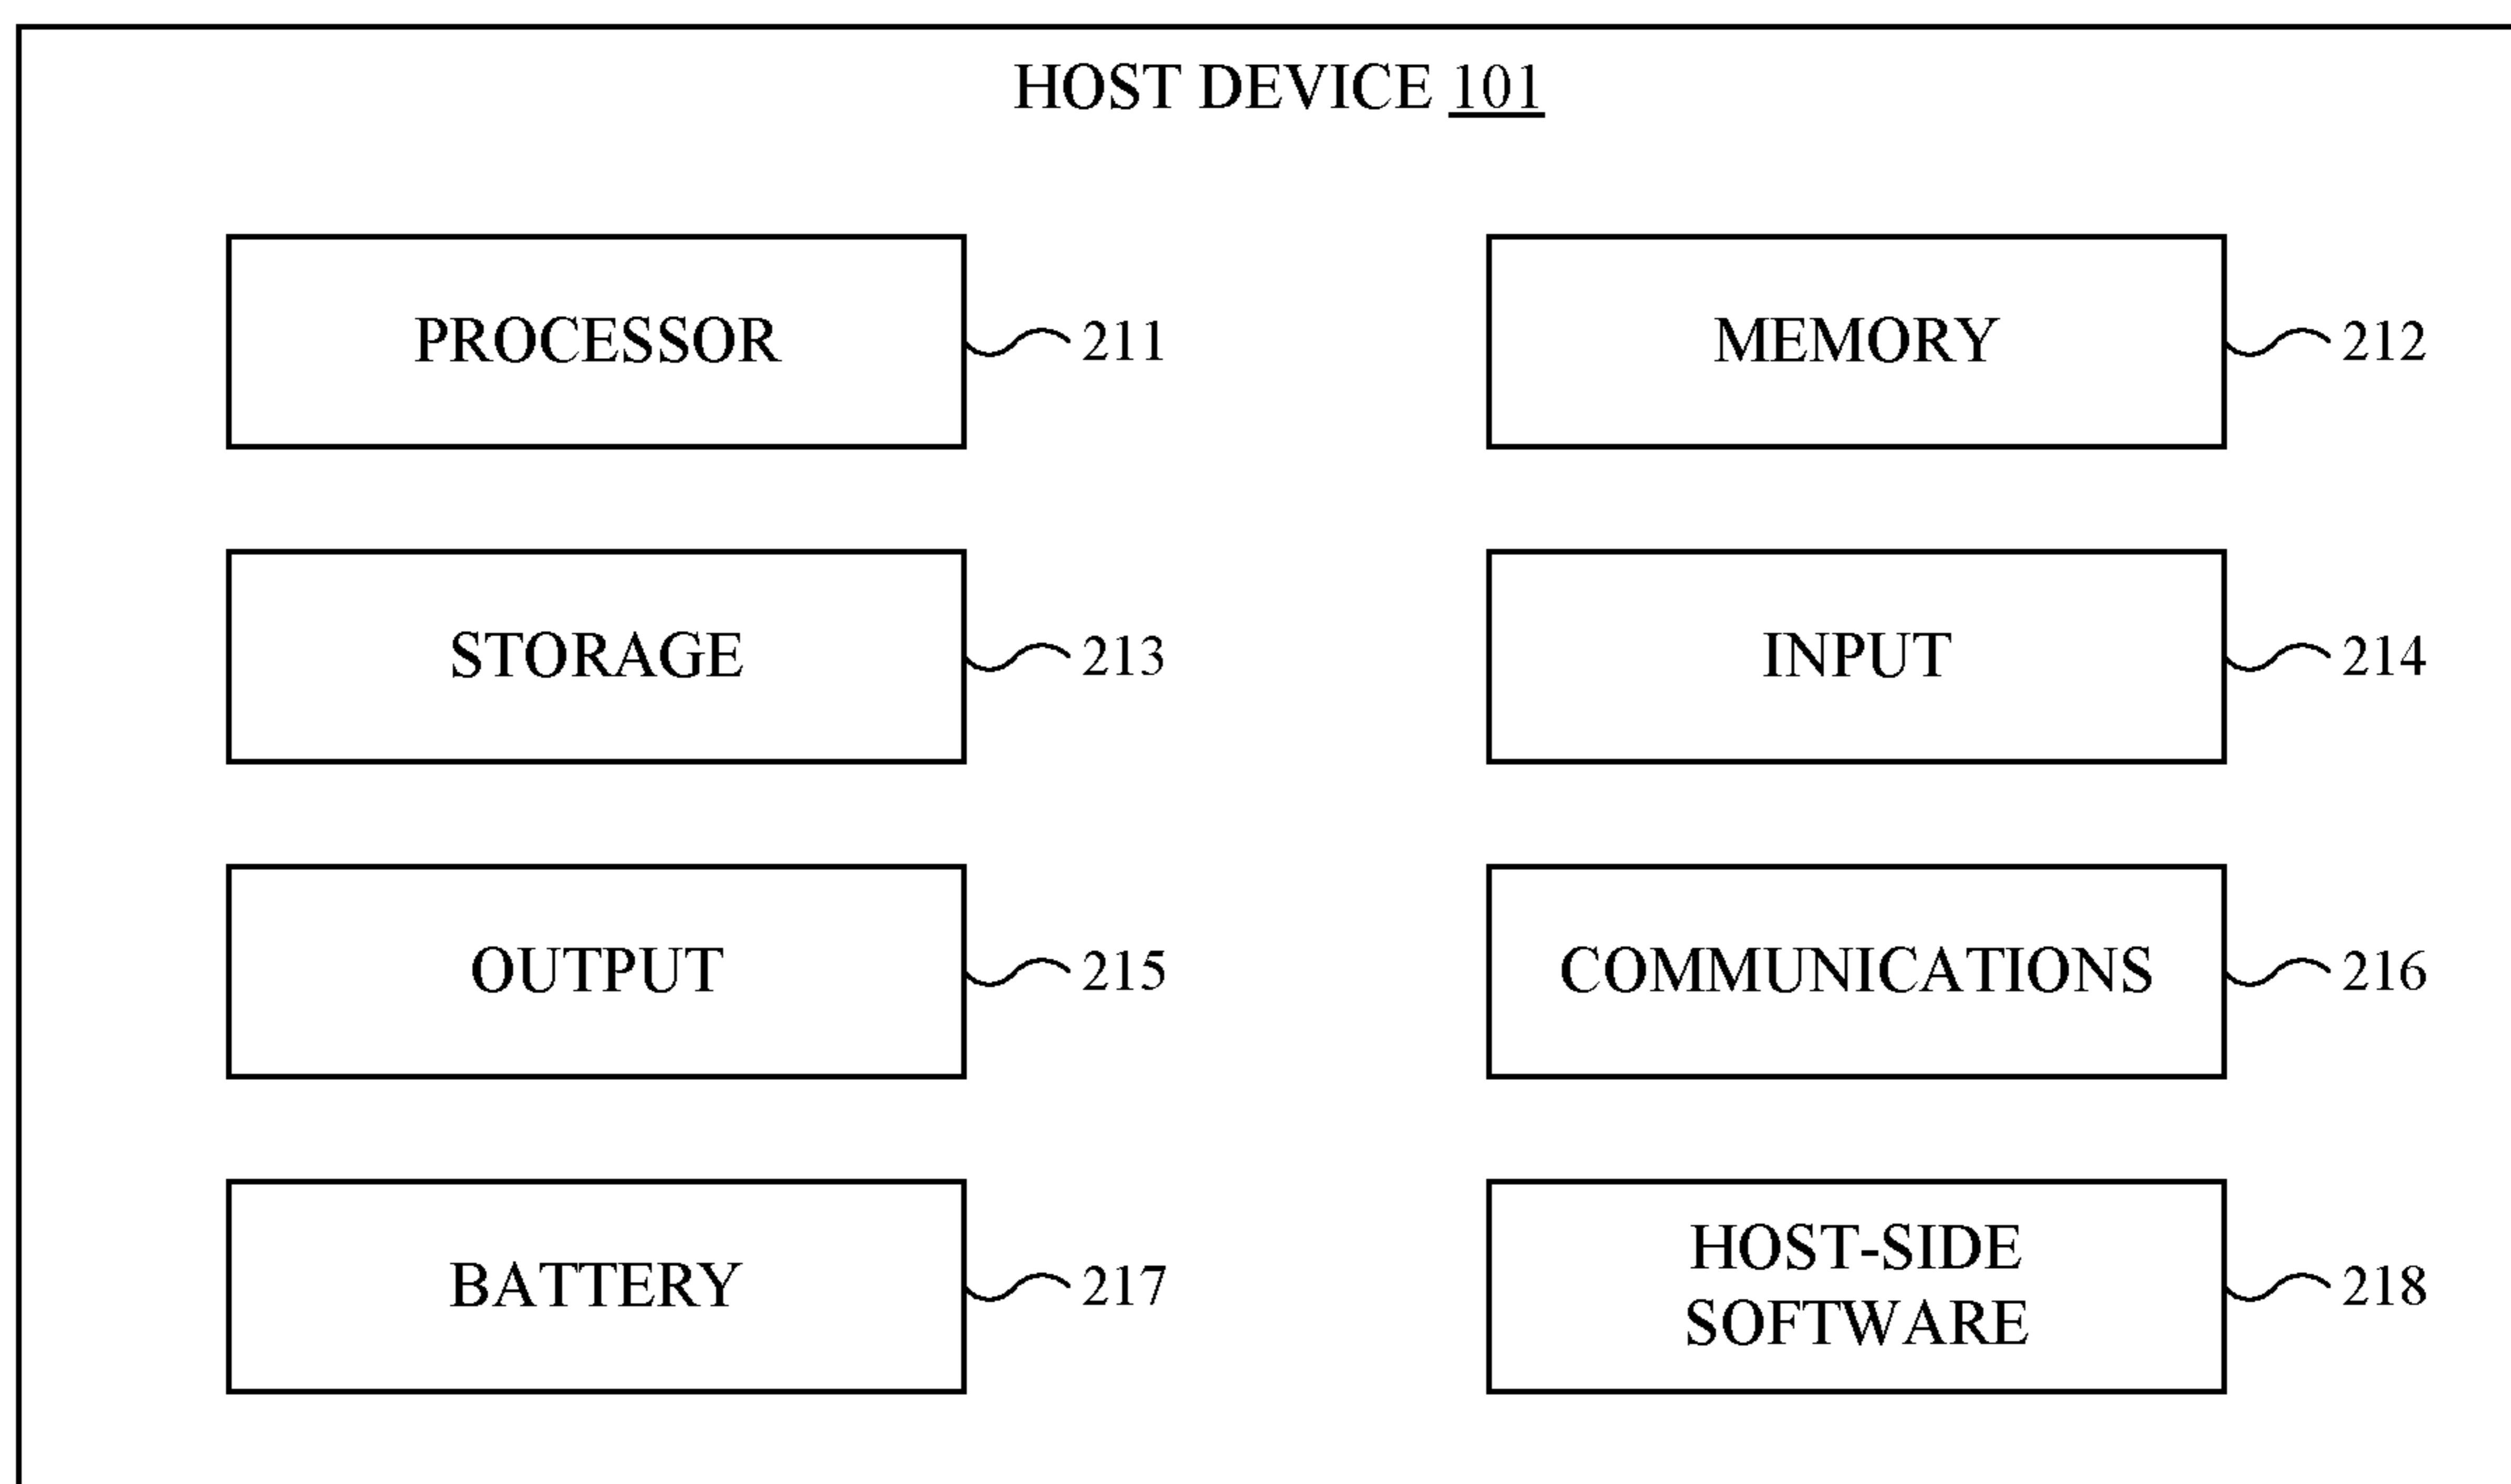 HOST DEVICE 101
PROCESSOR 211
MEMORY 212
STORAGE 213
INPUT 214
OUTPUT 215
COMMUNICATIONS 216
BATTERY 217
HOST-SIDE
SOFTWARE 218